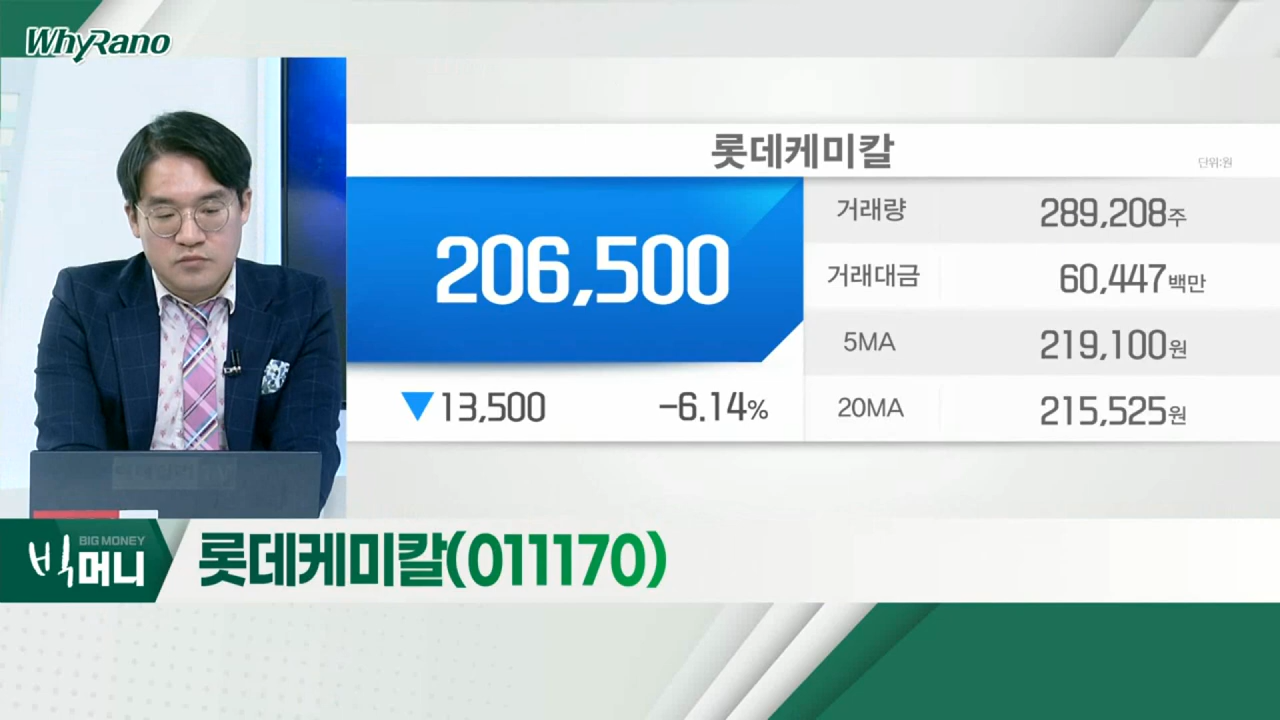 WhyRano
롯데케미칼
단위:원
206,500
▼13,500 -6.14%
거래량 289,208주
거래대금 60,447백만
5MA 219,100원
20MA 215,525원
BIG MONEY
빅머니
롯데케미칼(011170)